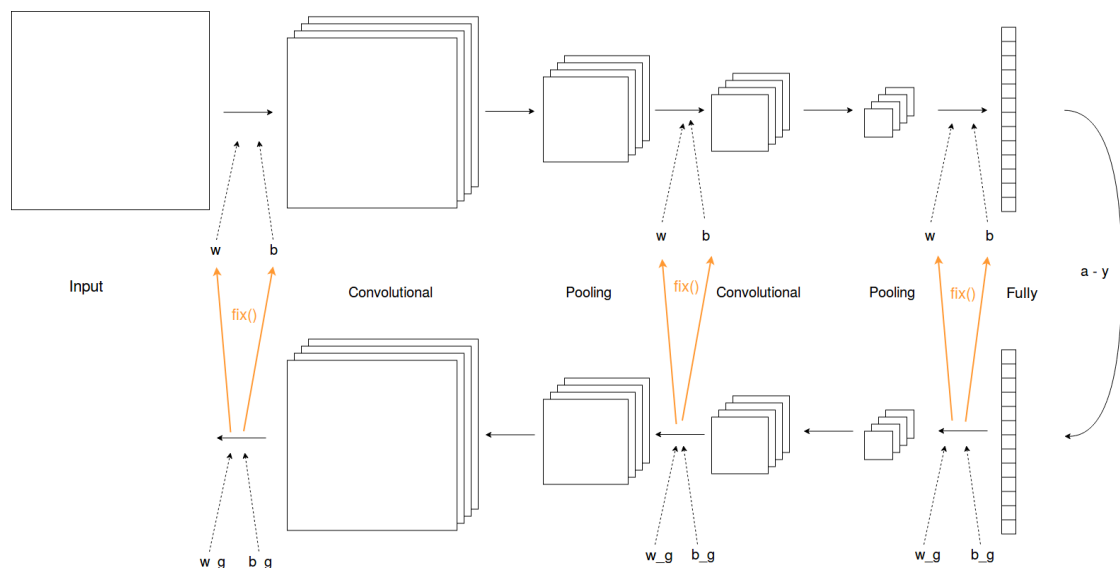 w
b
w
b
w
b
a - y
Input
Convolutional
Pooling
Convolutional
Pooling
Fully
fix()
fix()
fix()
w_g
b_g
w_g
b_g
w_g
b_g